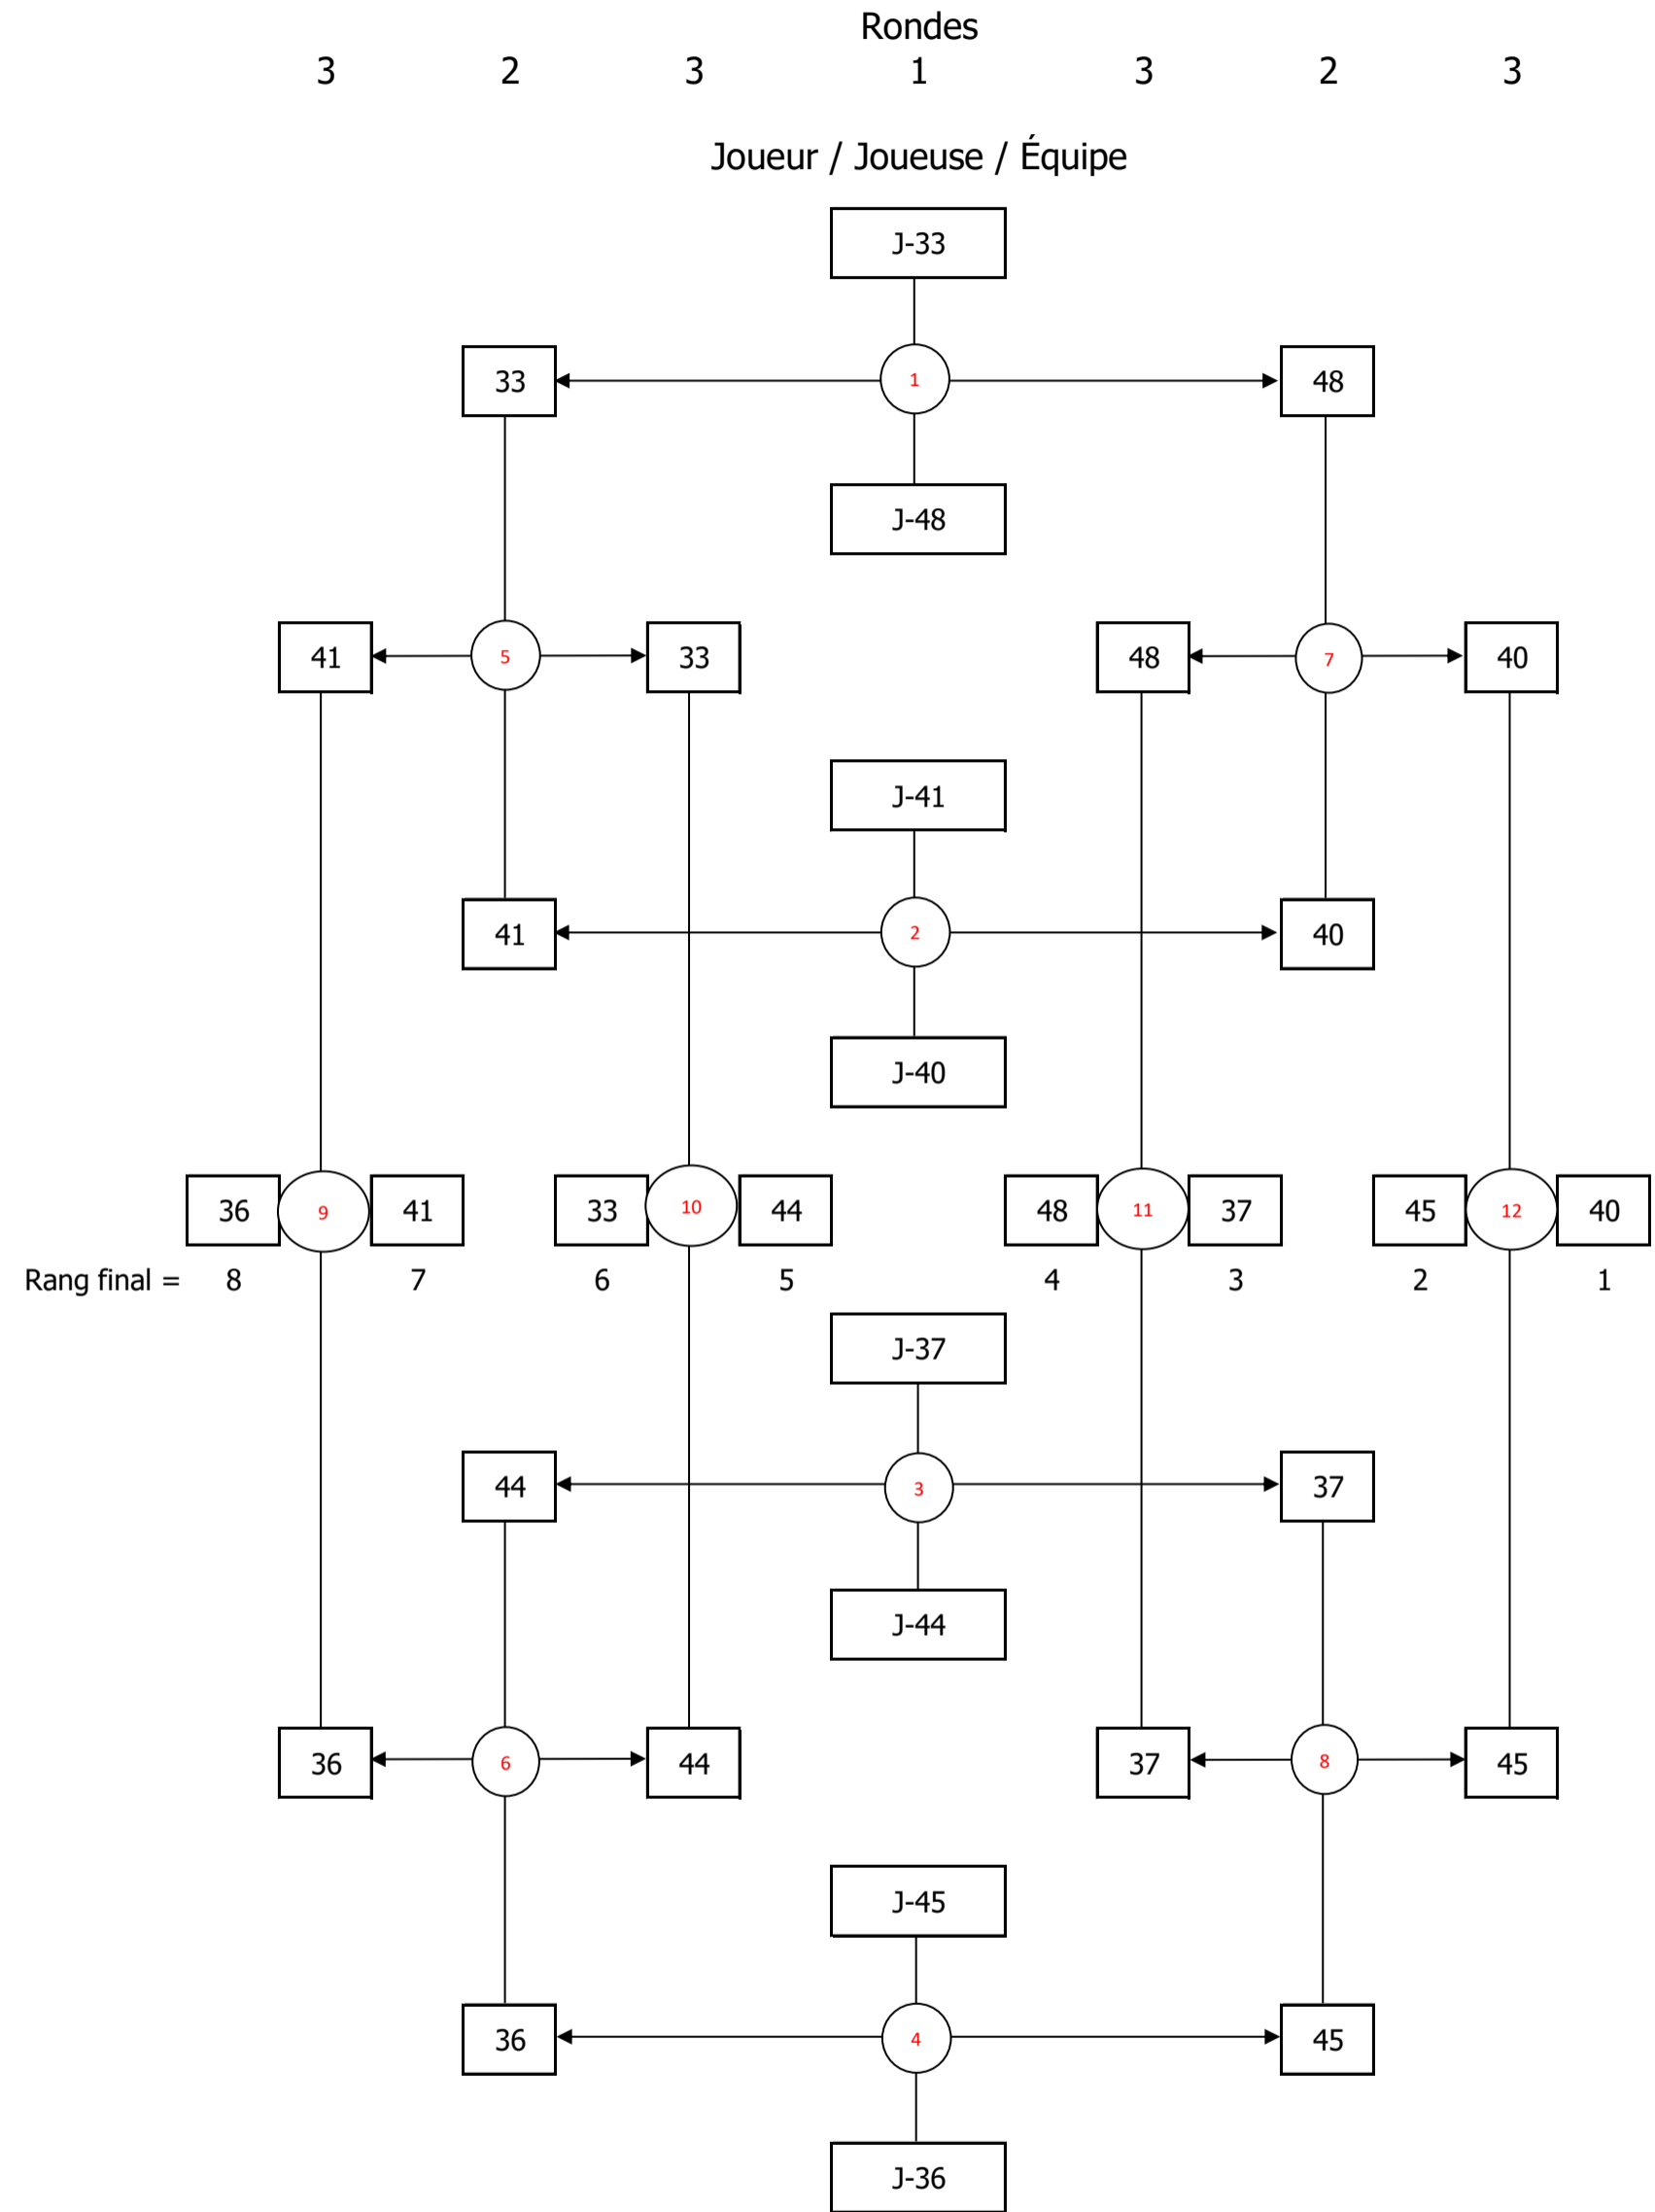 Rondes
3 2 3 1 3 2 3
Joueur / Joueuse / Équipe
J-33
33 1 48
J-48
41 5 33 48 7 40
J-41
41 2 40
J-40
36 9 41 33 10 44 48 11 37 45 12 40
Rang final = 8 7 6 5 4 3 2 1
J-37
44 3 37
J-44
36 6 44 37 8 45
J-45
36 4 45
J-36